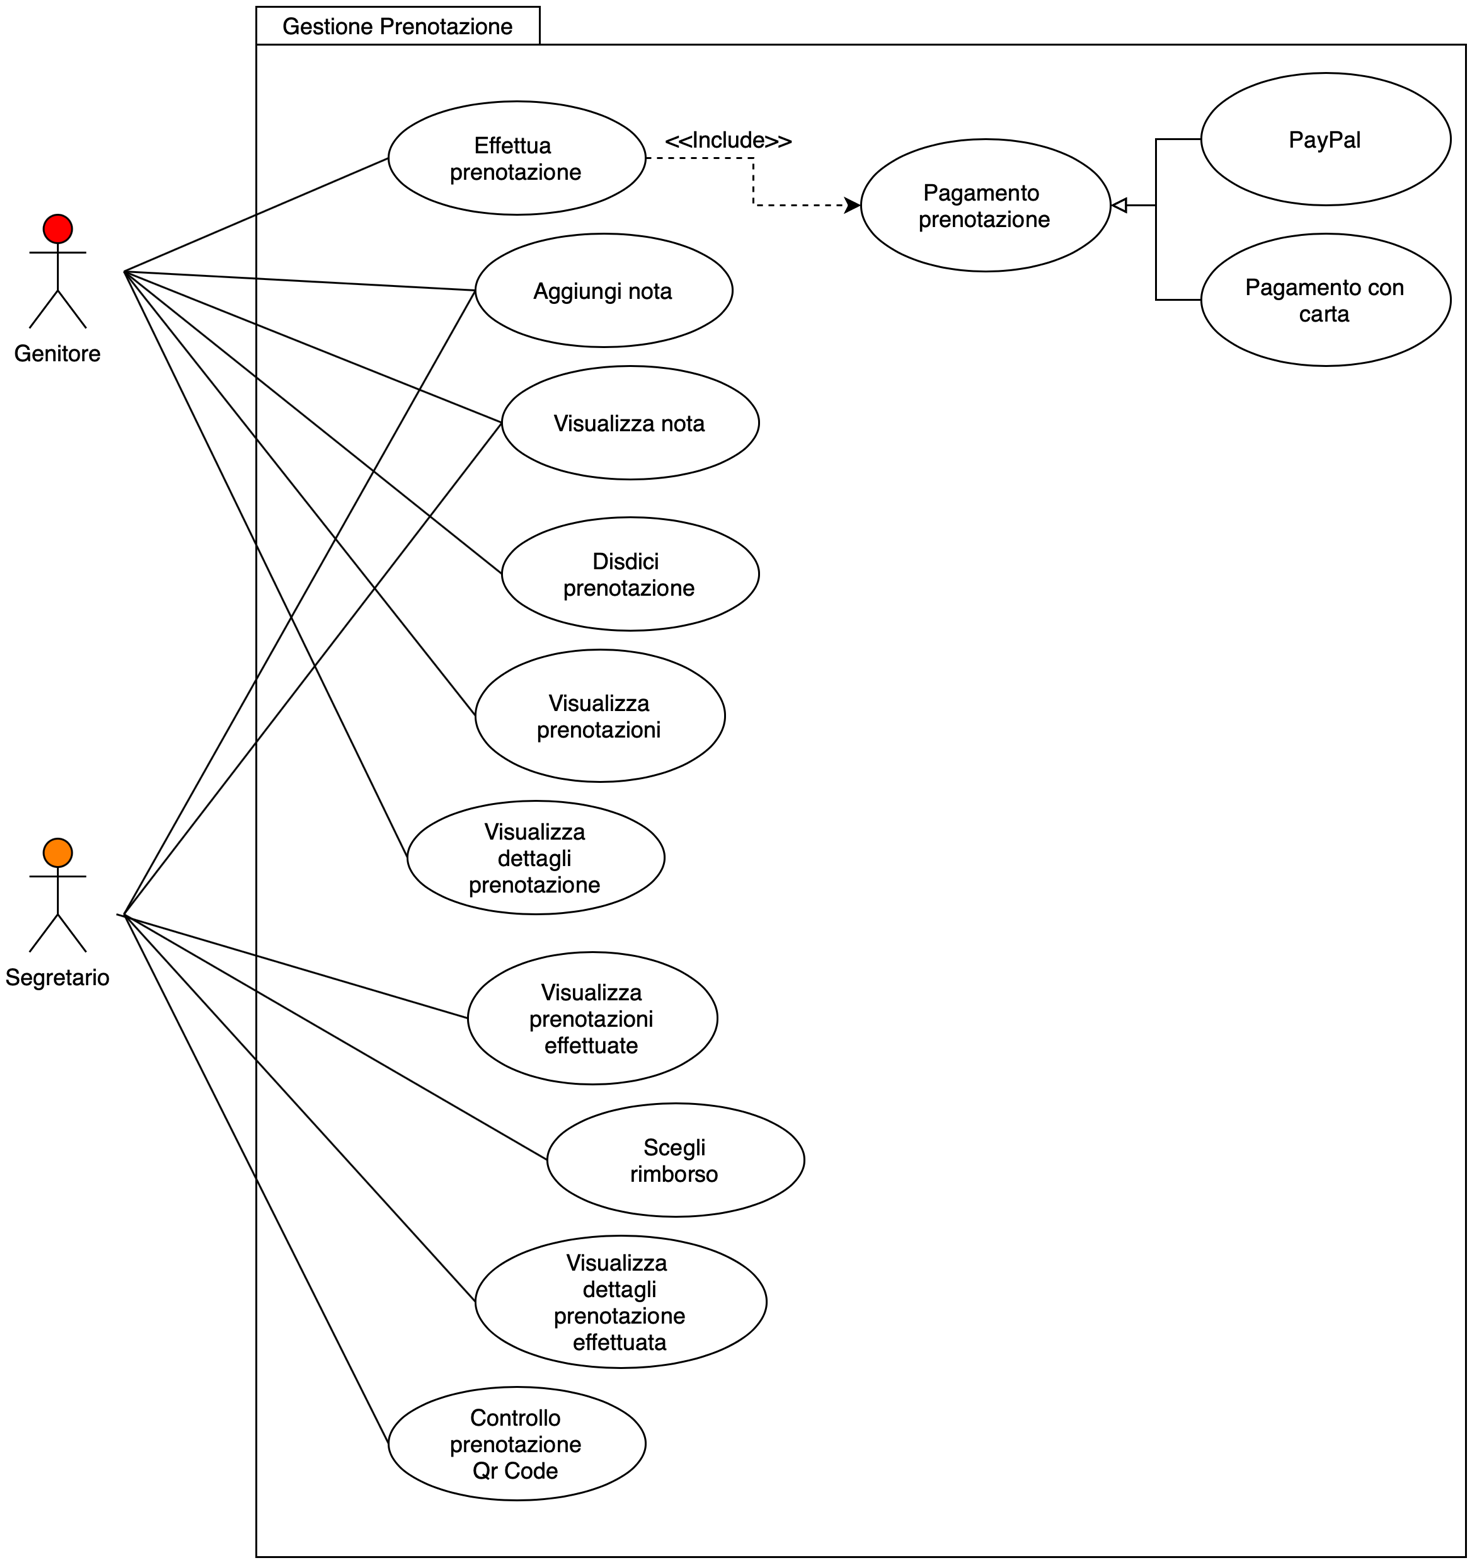 Gestione Prenotazione
Effettua
prenotazione
<<Include>>
Pagamento
prenotazione
PayPal
Pagamento con
carta
Genitore
Aggiungi nota
Visualizza nota
Disdici
prenotazione
Visualizza
prenotazioni
Visualizza
dettagli
prenotazione
Segretario
Visualizza
prenotazioni
effettuate
Scegli
rimborso
Visualizza
dettagli
prenotazione
effettuata
Controllo
prenotazione
Qr Code